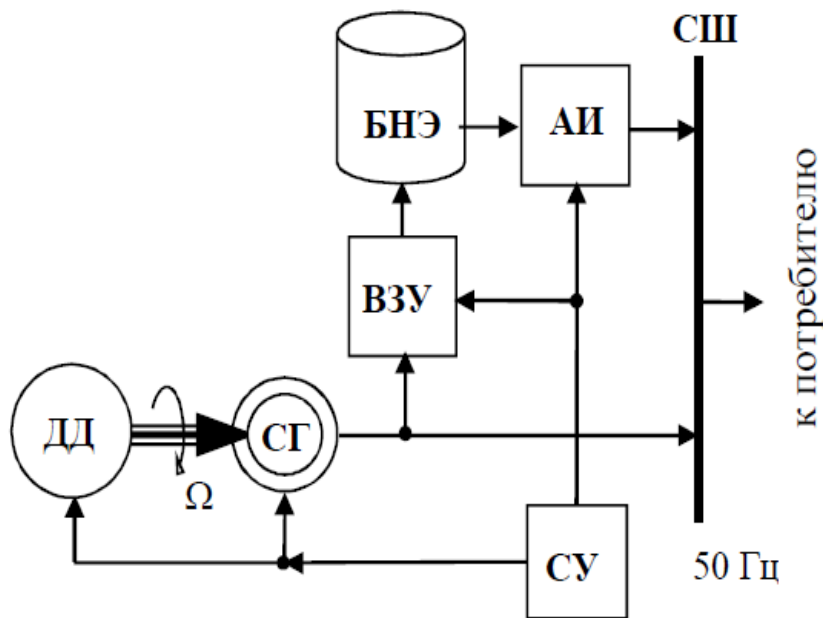 СШ
БНЭ
АИ
ВЗУ
к потребителю
ДД
СГ
Ω
СУ
50 Гц